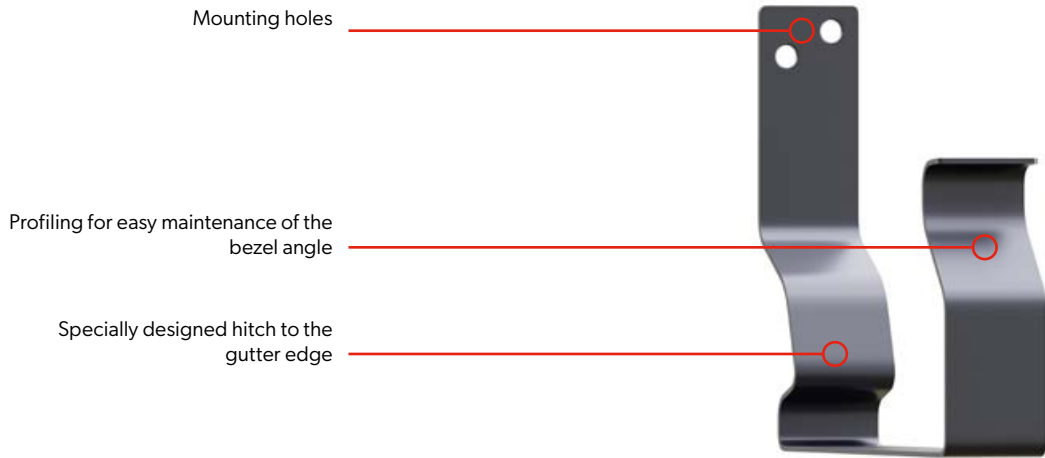 Mounting holes
Profiling for easy maintenance of the
bezel angle
Specially designed hitch to the
gutter edge